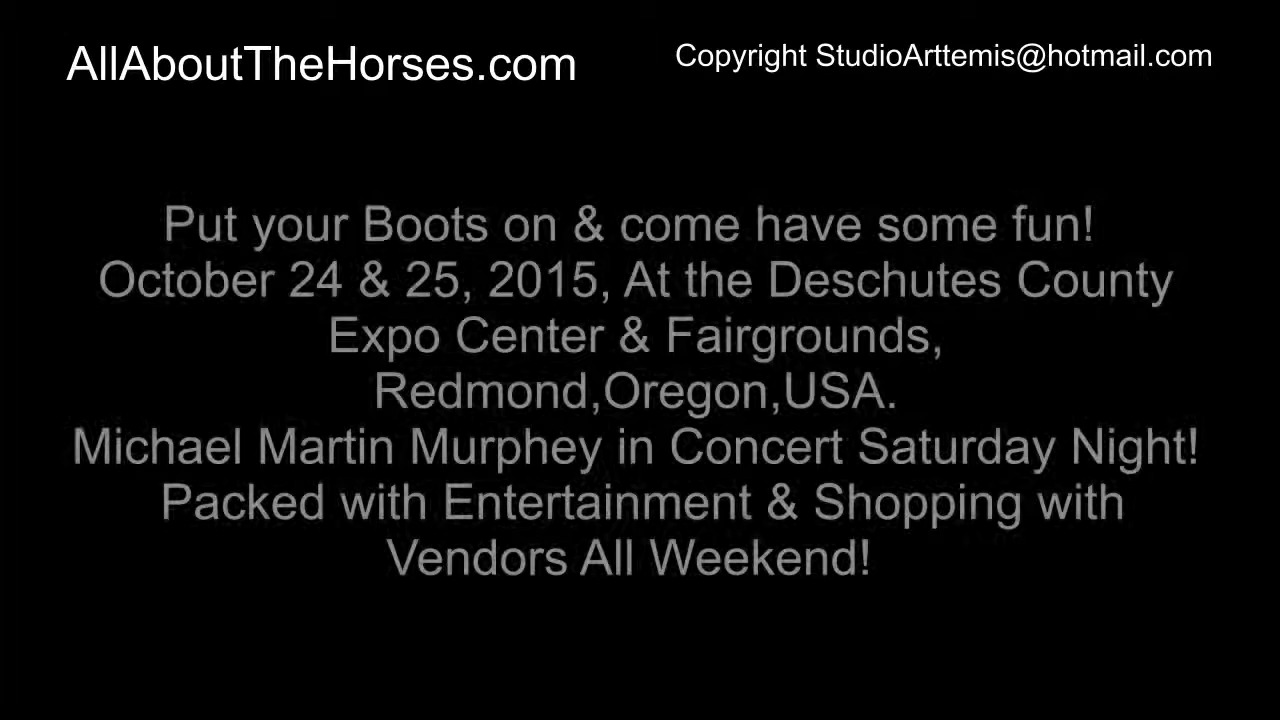 AllAboutTheHorses.com
Copyright StudioArttemis@hotmail.com
Put your Boots on & come have some fun!
October 24 & 25, 2015, At the Deschutes County
Expo Center & Fairgrounds,
Redmond,Oregon,USA.
Michael Martin Murphey in Concert Saturday Night!
Packed with Entertainment & Shopping with
Vendors All Weekend!